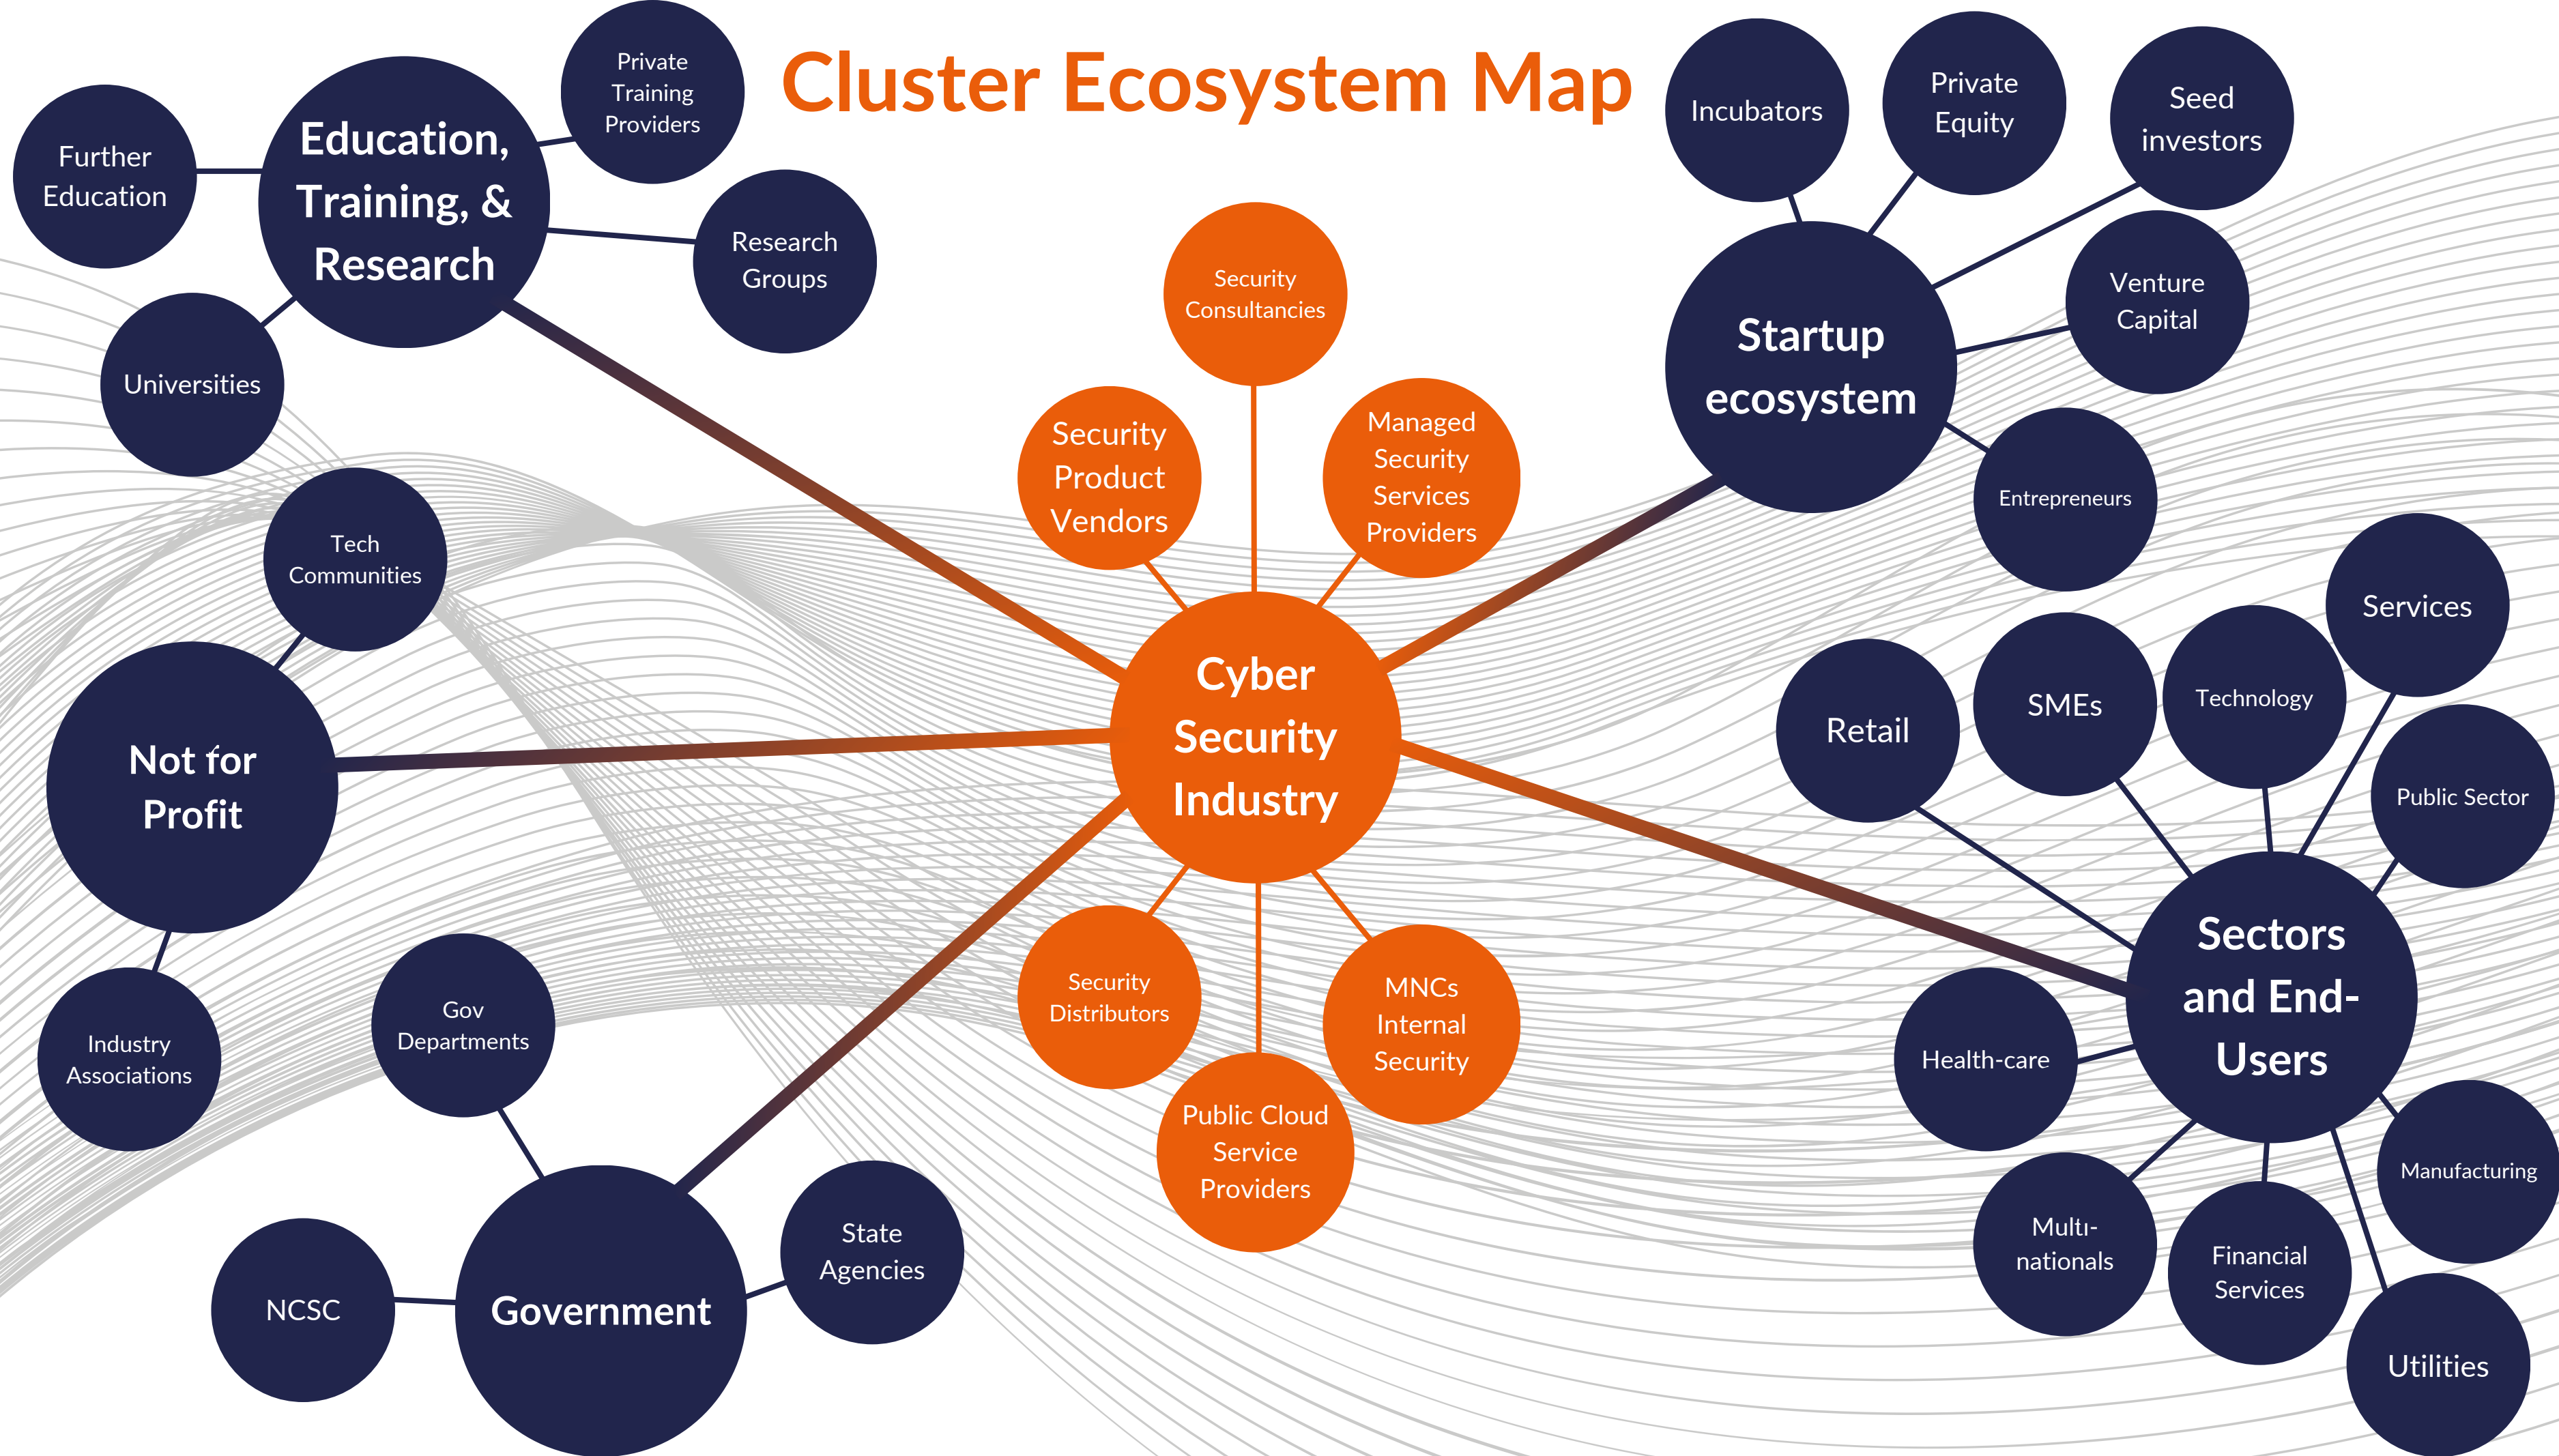 Cluster Ecosystem Map
Education,
Training, &
Research
Further
Education
Private
Training
Providers
Research
Groups
Universities
Startup
ecosystem
Incubators
Private
Equity
Seed
investors
Venture
Capital
Entrepreneurs
Cyber
Security
Industry
Security
Consultancies
Security
Product
Vendors
Managed
Security
Services
Providers
Security
Distributors
MNCs
Internal
Security
Public Cloud
Service
Providers
Not for
Profit
Tech
Communities
Industry
Associations
Government
Gov
Departments
NCSC
State
Agencies
Sectors
and End-
Users
Retail
SMEs
Technology
Services
Public Sector
Health-care
Manufacturing
Multi-
nationals
Financial
Services
Utilities